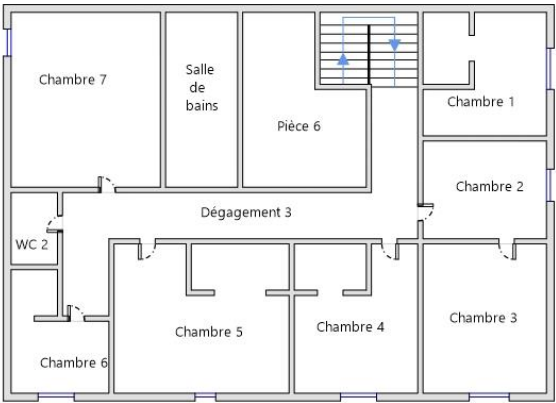 Chambre 7
Salle
de
bains
Pièce 6
Chambre 1
Chambre 2
Dégagement 3
WC 2
Chambre 3
Chambre 4
Chambre 5
Chambre 6